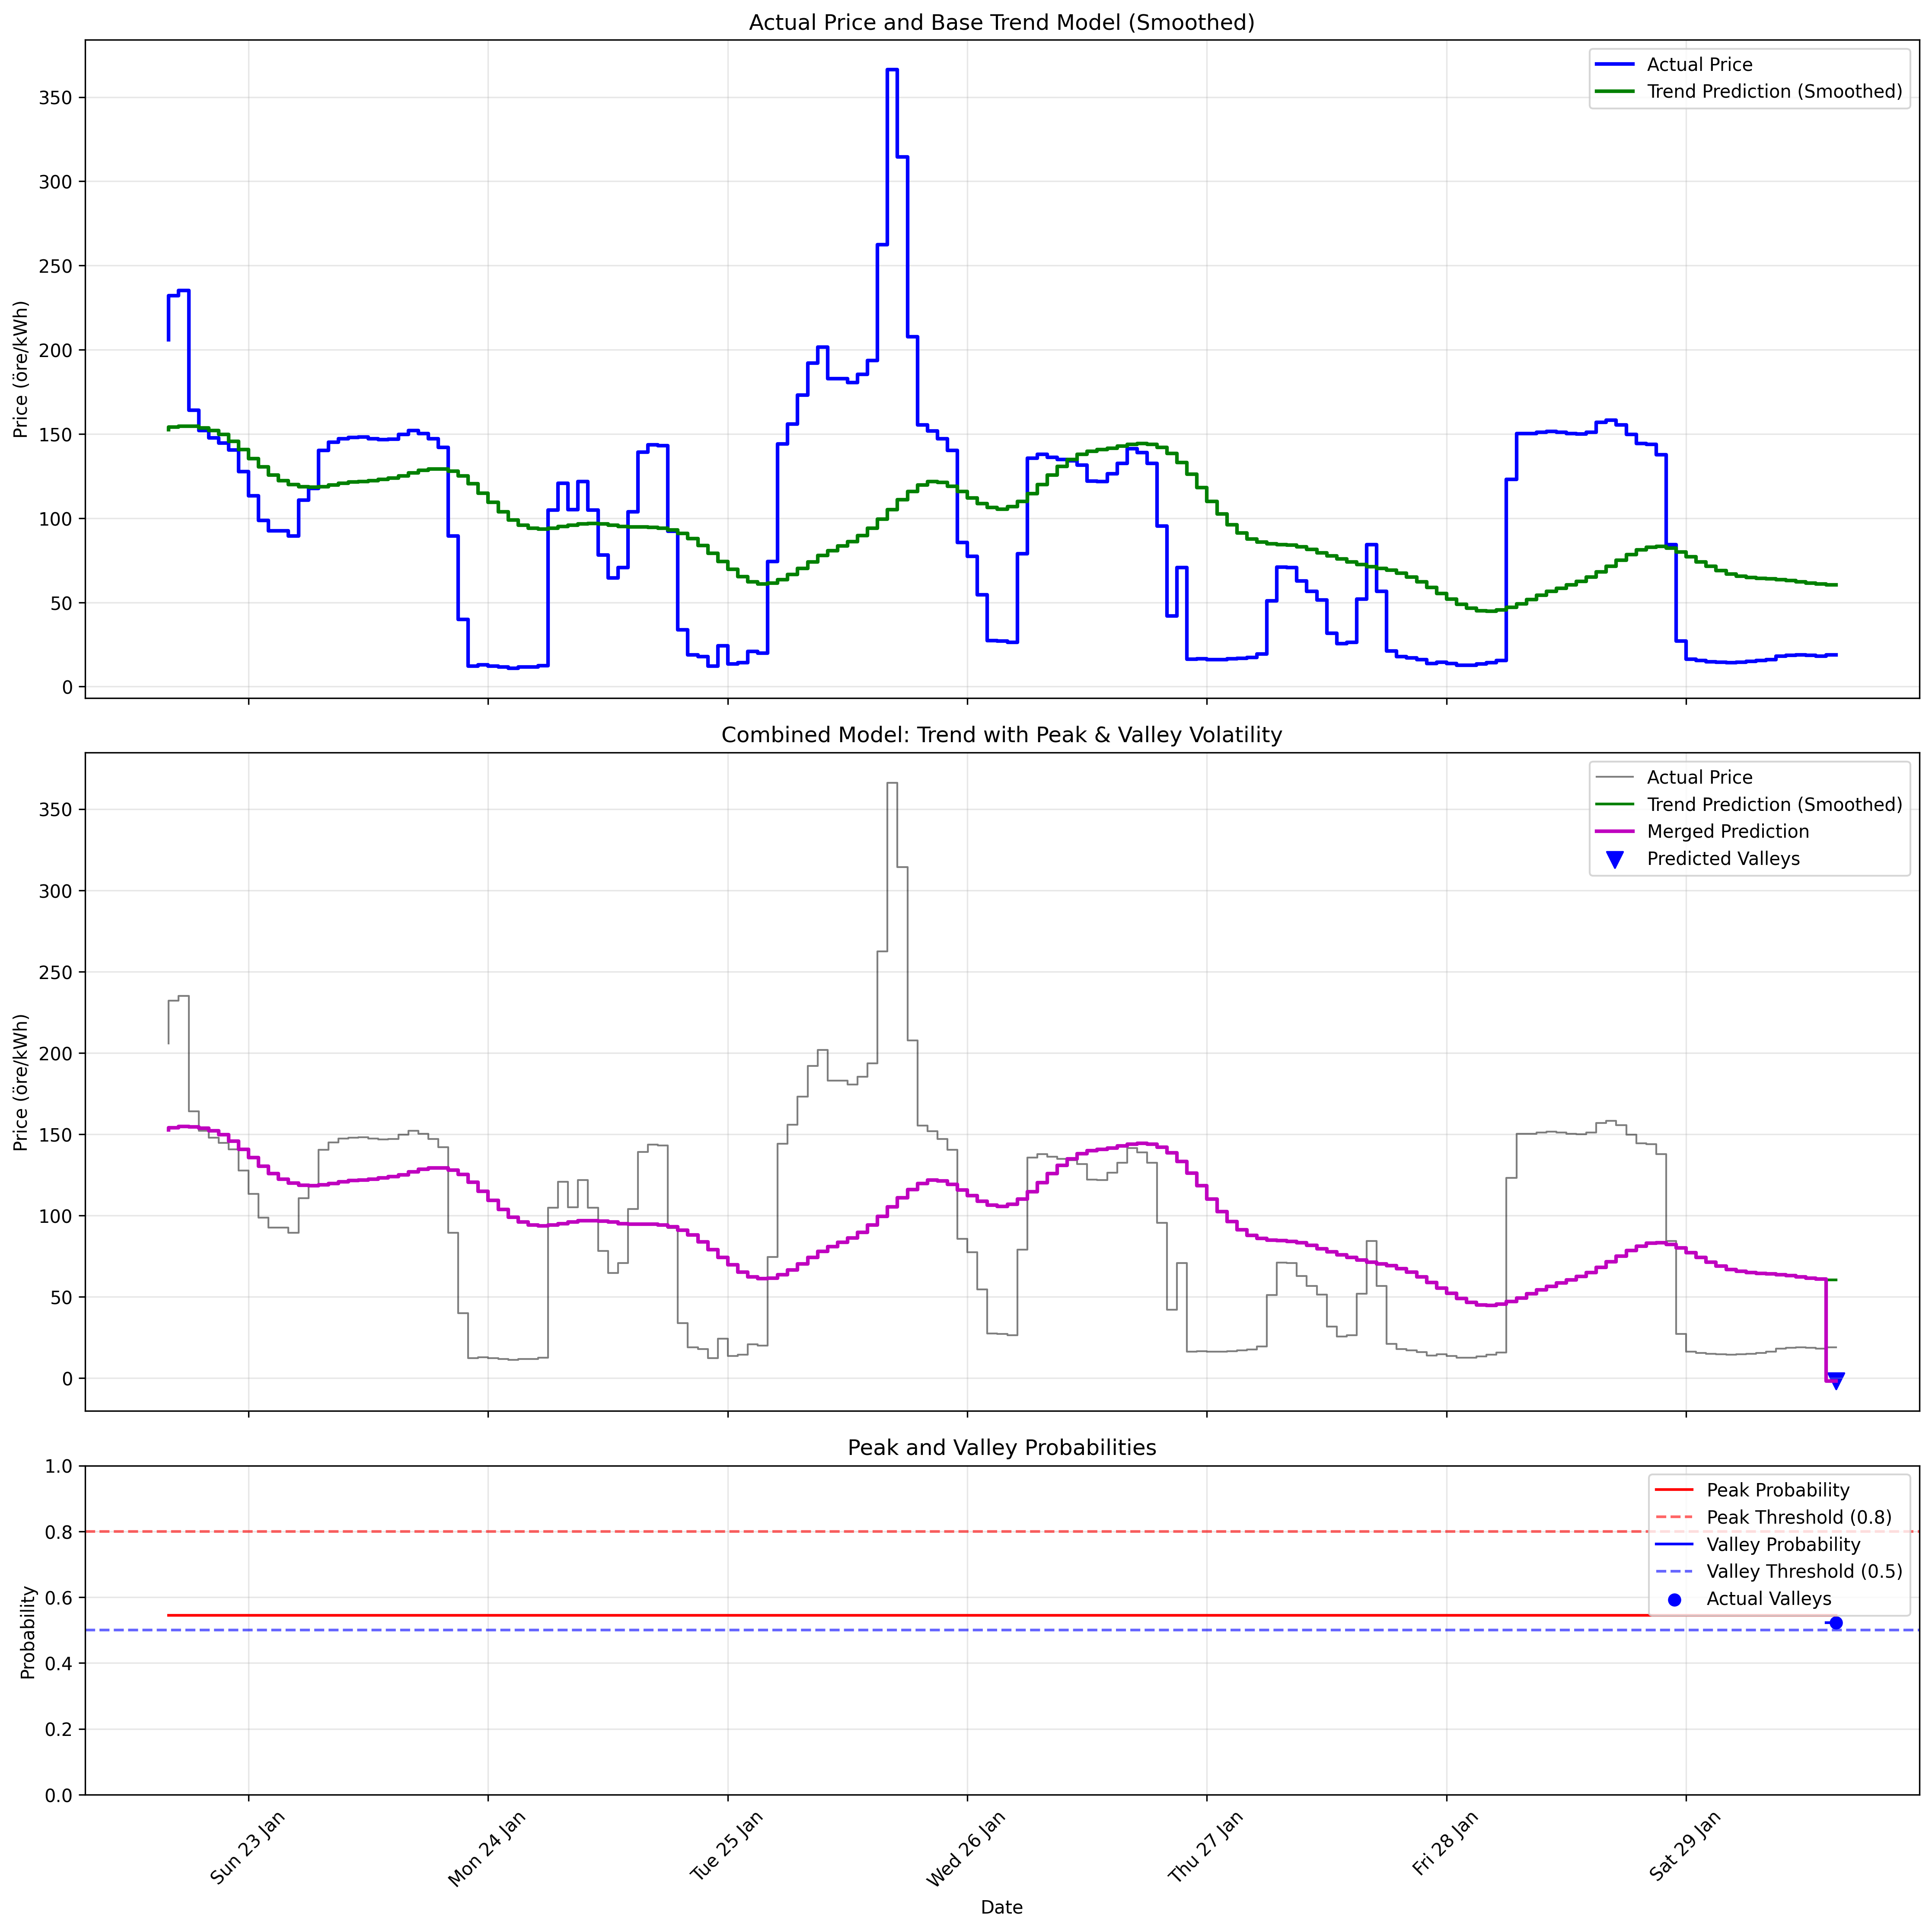 Actual Price and Base Trend Model (Smoothed)
Price (öre/kWh)
350
300
250
200
150
100
50
0
Actual Price
Trend Prediction (Smoothed)
Combined Model: Trend with Peak & Valley Volatility
Price (öre/kWh)
350
300
250
200
150
100
50
0
Actual Price
Trend Prediction (Smoothed)
Merged Prediction
Predicted Valleys
Peak and Valley Probabilities
Probability
1.0
0.8
0.6
0.4
0.2
0.0
Peak Probability
Peak Threshold (0.8)
Valley Probability
Valley Threshold (0.5)
Actual Valleys
Sun 23 Jan
Mon 24 Jan
Tue 25 Jan
Wed 26 Jan
Thu 27 Jan
Fri 28 Jan
Sat 29 Jan
Date